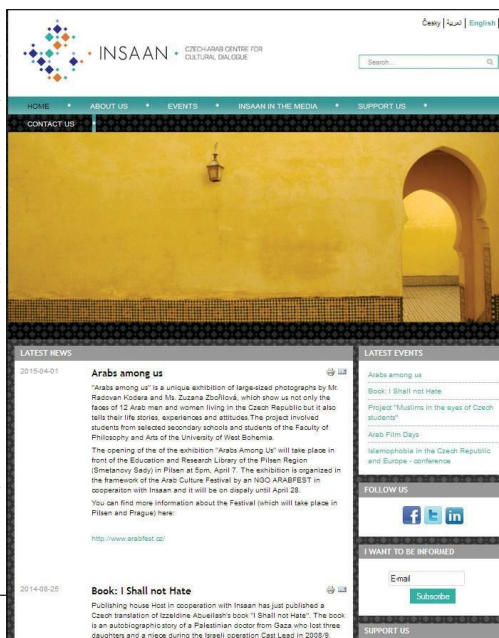 Česky | العربية | English
INSAAN
CZECH-ARAB CENTRE FOR
CULTURAL DIALOGUE
Search...
HOME ABOUT US EVENTS INSAAN IN THE MEDIA SUPPORT US
CONTACT US
LATEST NEWS
2015-04-01
Arabs among us
"Arabs among us" is a unique exhibition of large-sized photographs by Mr.
Radovan Kodera and Ms. Zuzana Zbořilová, which show us not only the
faces of 12 Arab men and women living in the Czech Republic but it also
tells their life stories, experiences and attitudes.The project involved
students from selected secondary schools and students of the Faculty of
Philosophy and Arts of the University of West Bohemia.
The opening of the of the exhibition "Arabs Among Us" will take place in
front of the Education and Research Library of the Pilsen Region
(Smetanovy Sady) in Pilsen at 5pm, April 7. The exhibition is organized in
the framework of the Arab Culture Festival by an NGO ARABFEST in
cooperaiton with Insaan and it will be on dispaly until April 28.
You can find more information about the Festival (which will take place in
Pilsen and Prague) here:
http://www.arabfest.cz/
2014-08-25
Book: I Shall not Hate
Publishing house Host in cooperation with Insaan has just published a
Czech translation of Izzeldine Abuellash's book "I Shall not Hate". The book
is an autobiographic story of a Palestinian doctor from Gaza who lost three
daughters and a niece during the Israeli operation Cast Lead in 2008/9.
LATEST EVENTS
Arabs among us
Book: I Shall not Hate
Project "Muslims in the eyes of Czech
students"
Arab Film Days
Islamophobia in the Czech Republic
and Europe - conference
FOLLOW US
f t in
I WANT TO BE INFORMED
E-mail
Subscribe
SUPPORT US